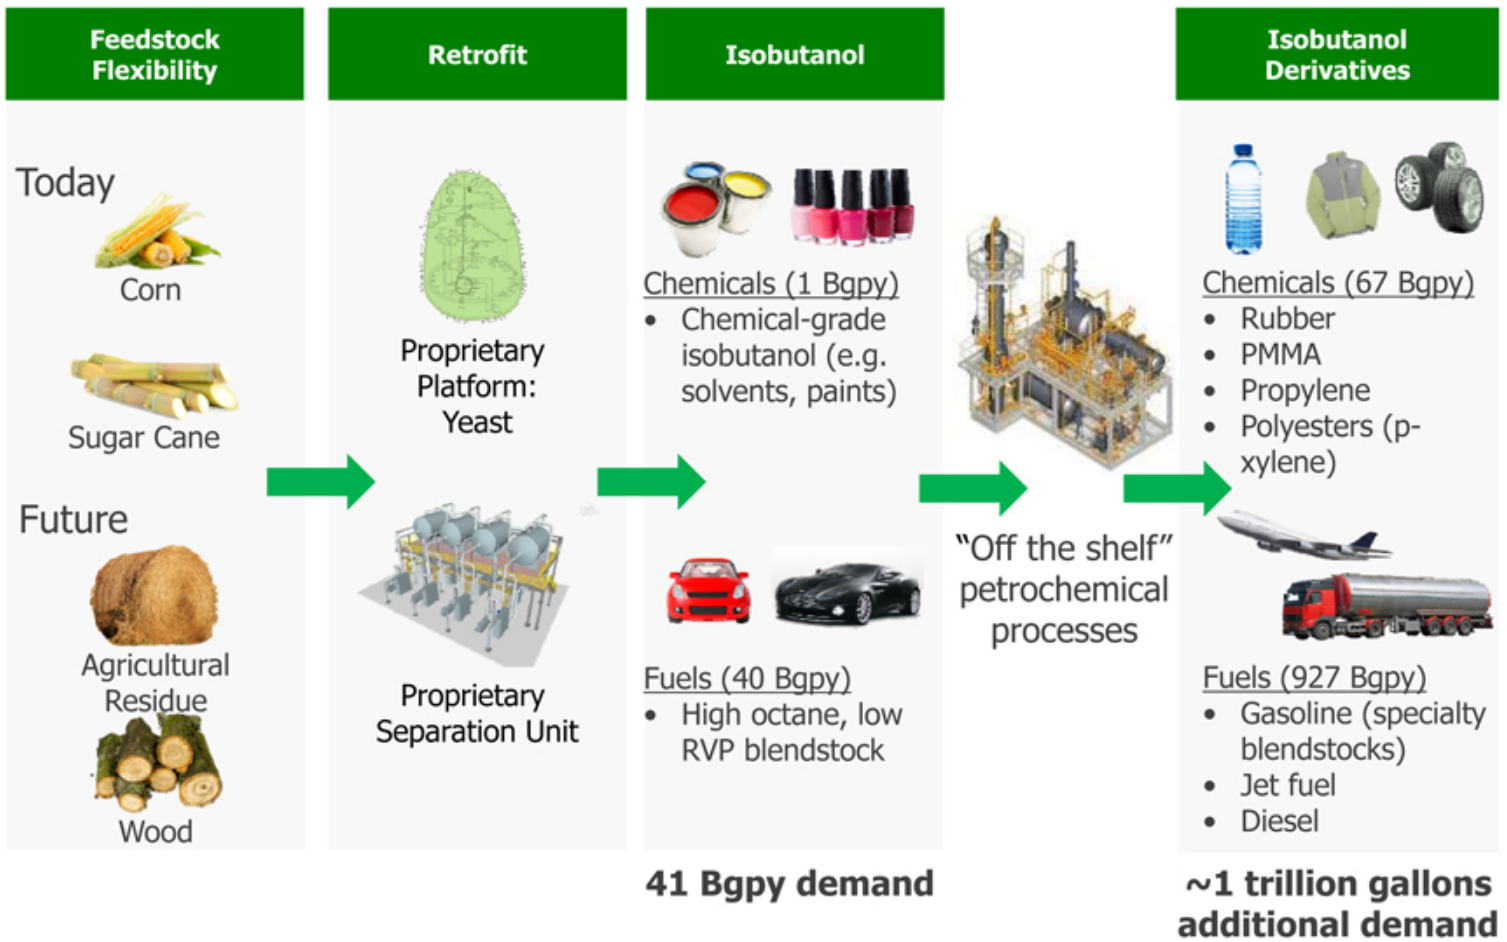 Feedstock
Flexibility
Today
Corn
Sugar Cane
Future
Agricultural
Residue
Wood
Retrofit
Proprietary
Platform:
Yeast
Proprietary
Separation Unit
Isobutanol
Chemicals (1 Bgpy)
• Chemical-grade
isobutanol (e.g.
solvents, paints)
Fuels (40 Bgpy)
• High octane, low
RVP blendstock
41 Bgpy demand
“Off the shelf”
petrochemical
processes
Isobutanol
Derivatives
Chemicals (67 Bgpy)
• Rubber
• PMMA
• Propylene
• Polyesters (p-
xylene)
Fuels (927 Bgpy)
• Gasoline (specialty
blendstocks)
• Jet fuel
• Diesel
~1 trillion gallons
additional demand